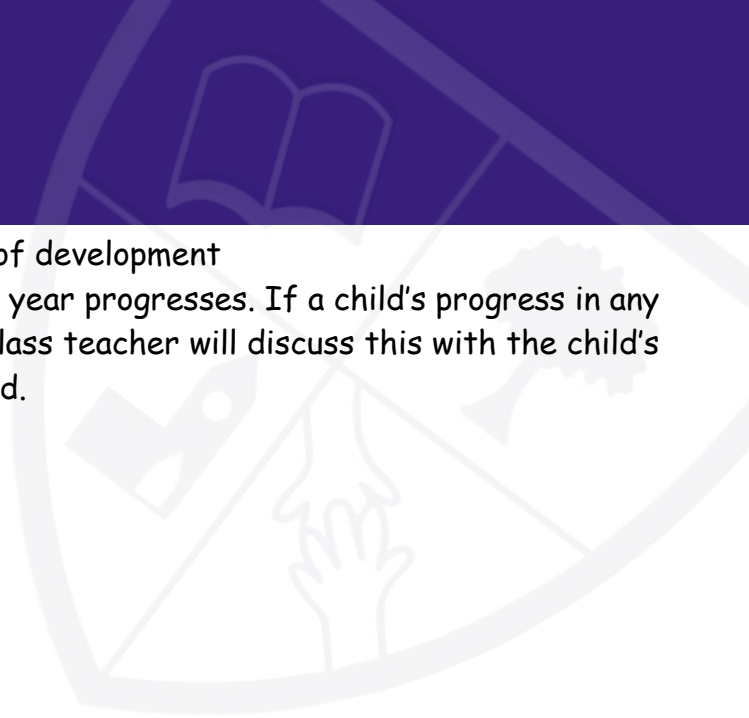 of development
year progresses. If a child's progress in any
lass teacher will discuss this with the child's
d.